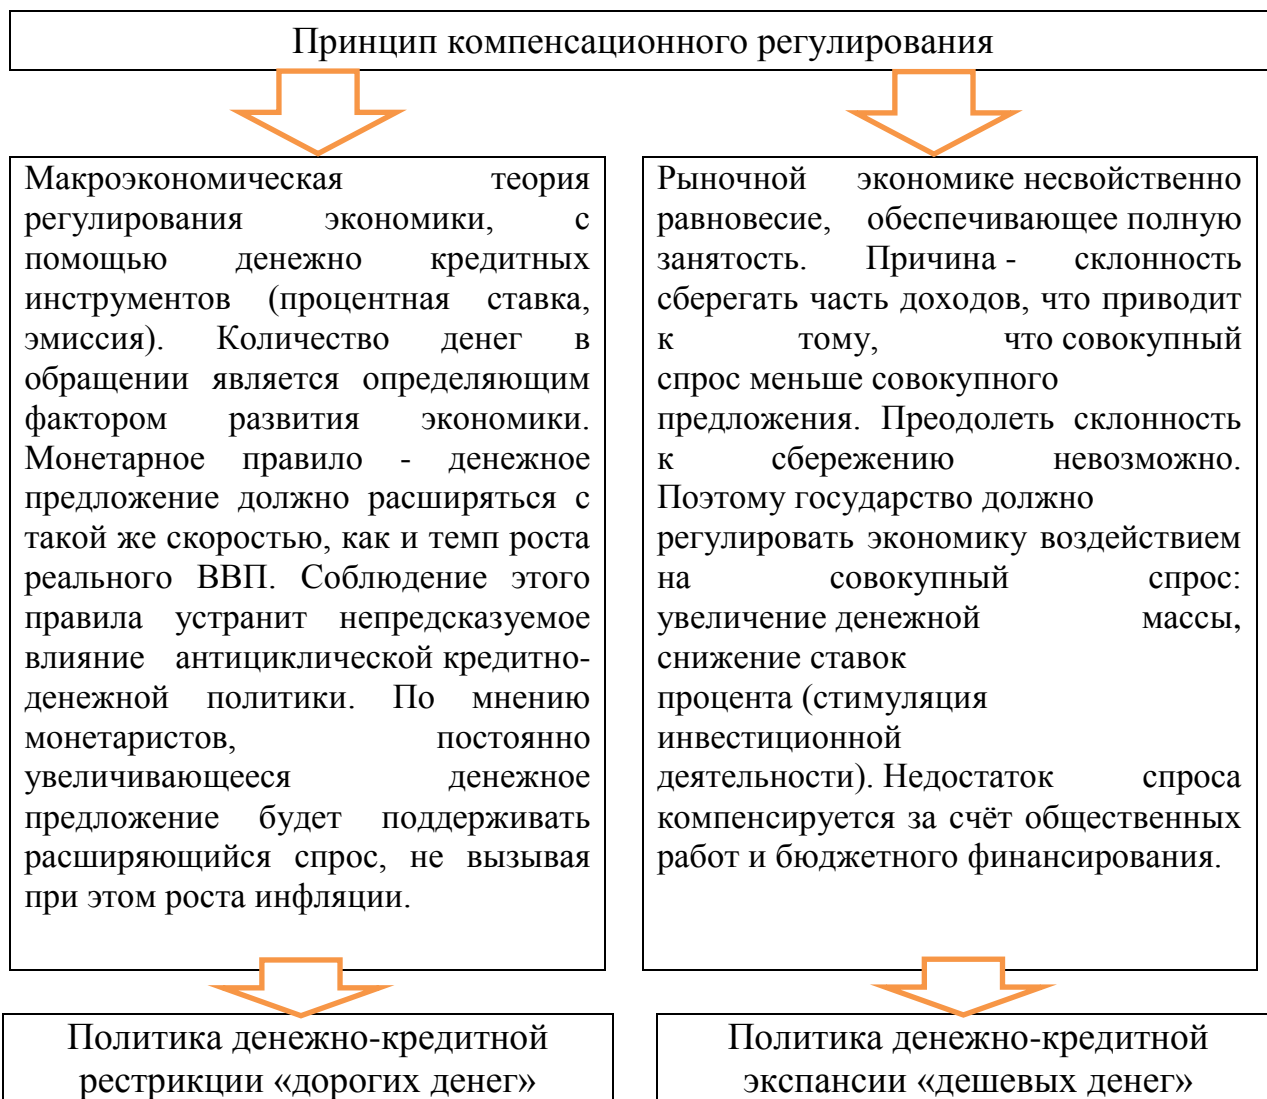 Принцип компенсационного регулирования
Макроэкономическая теория
регулирования экономики, с
помощью денежно кредитных
инструментов (процентная ставка,
эмиссия). Количество денег в
обращении является определяющим
фактором развития экономики.
Монетарное правило - денежное
предложение должно расширяться с
такой же скоростью, как и темп роста
реального ВВП. Соблюдение этого
правила устранит непредсказуемое
влияние антициклической кредитно-
денежной политики. По мнению
монетаристов, постоянно
увеличивающееся денежное
предложение будет поддерживать
расширяющийся спрос, не вызывая
при этом роста инфляции.
Рыночной экономике несвойственно
равновесие, обеспечивающее полную
занятость. Причина - склонность
сберегать часть доходов, что приводит
к тому, что совокупный
спрос меньше совокупного
предложения. Преодолеть склонность
к сбережению невозможно.
Поэтому государство должно
регулировать экономику воздействием
на совокупный спрос:
увеличение денежной массы,
снижение ставок
процента (стимуляция
инвестиционной
деятельности). Недостаток спроса
компенсируется за счёт общественных
работ и бюджетного финансирования.
Политика денежно-кредитной
рестрикции «дорогих денег»
Политика денежно-кредитной
экспансии «дешевых денег»